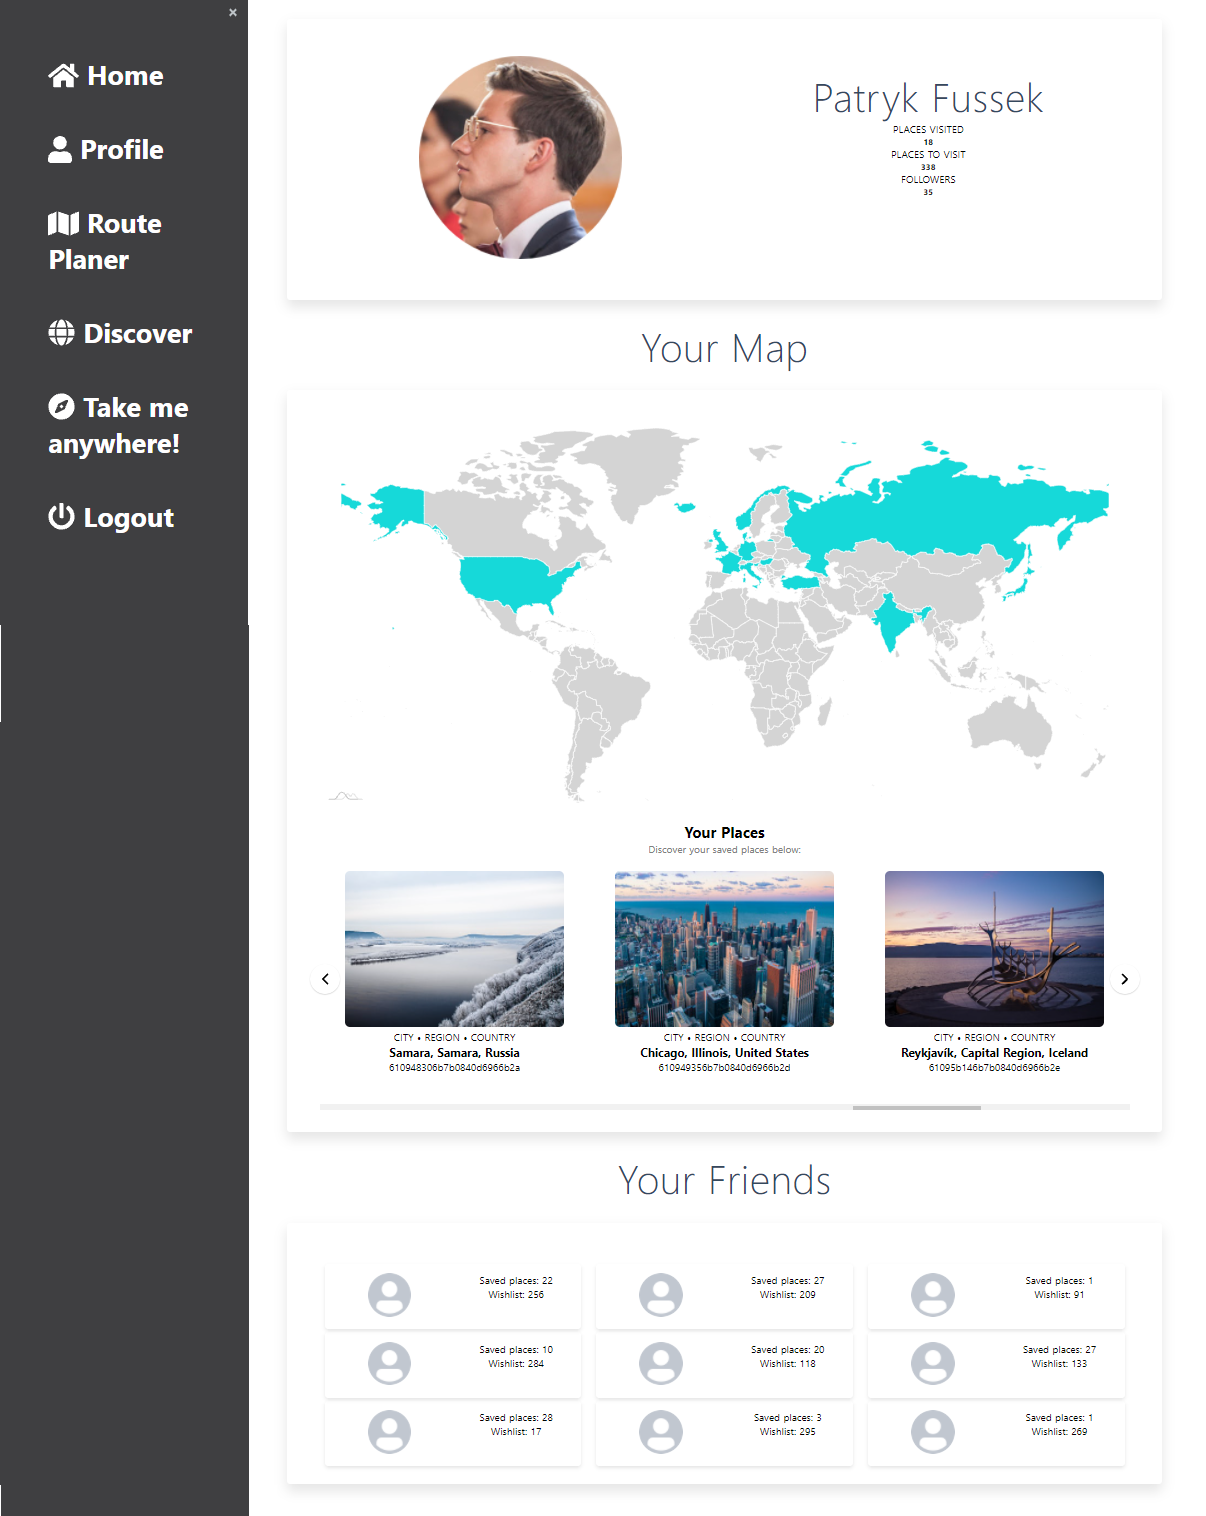 ×
Home
Profile
Route
Planer
Discover
Take me
anywhere!
Logout
Patryk Fussek
PLACES VISITED
18
PLACES TO VISIT
338
FOLLOWERS
35
Your Map
Your Places
Discover your saved places below:
CITY • REGION • COUNTRY
Samara, Samara, Russia
610948306b7b0840d6966b2a
CITY • REGION • COUNTRY
Chicago, Illinois, United States
610949356b7b0840d6966b2d
CITY • REGION • COUNTRY
Reykjavík, Capital Region, Iceland
61095b146b7b0840d6966b2e
Your Friends
Saved places: 22
Wishlist: 256
Saved places: 27
Wishlist: 209
Saved places: 1
Wishlist: 91
Saved places: 10
Wishlist: 284
Saved places: 20
Wishlist: 118
Saved places: 27
Wishlist: 133
Saved places: 28
Wishlist: 17
Saved places: 3
Wishlist: 295
Saved places: 1
Wishlist: 269